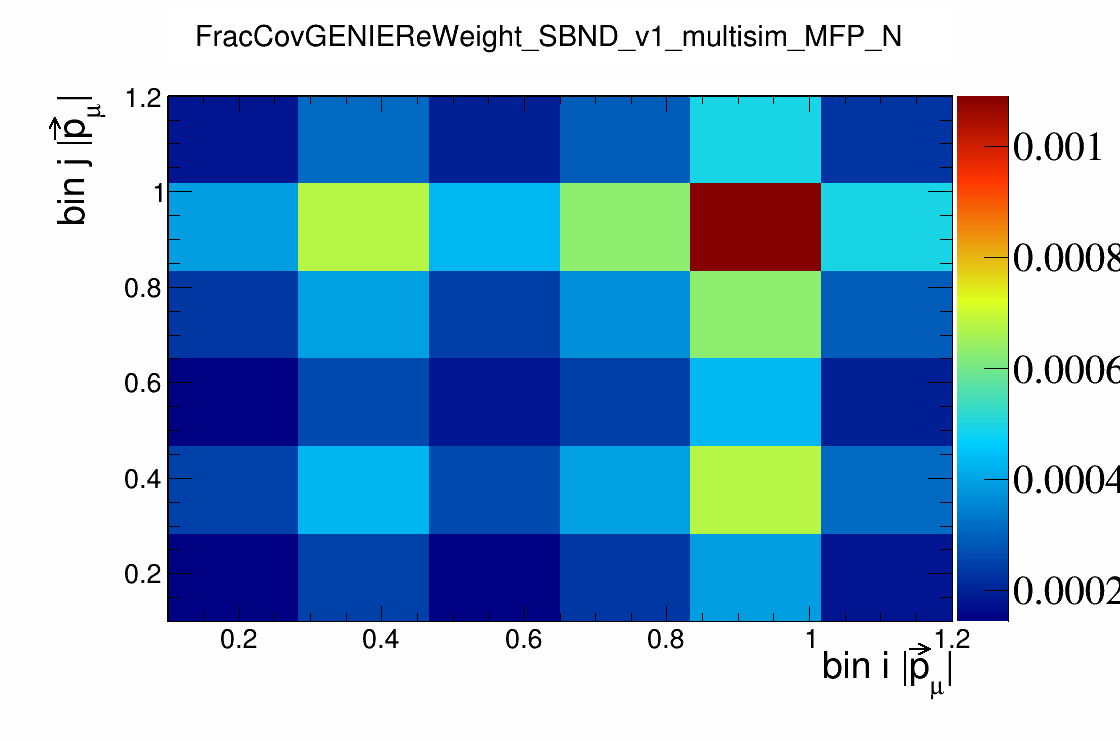 FracCovGENIEReWeight_SBND_v1_multisim_MFP_N
bin j |p⃗μ|
1.2
1
0.8
0.6
0.4
0.2
0.2 0.4 0.6 0.8 1 1.2
bin i |p⃗μ|
0.001
0.0008
0.0006
0.0004
0.0002